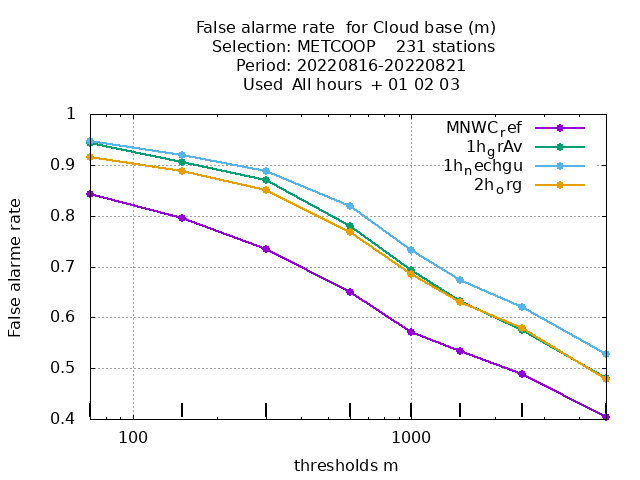 False alarme rate  for Cloud base (m)
Selection: METCOOP    231 stations
Period: 20220816-20220821
Used  All hours  + 01 02 03
1
0.9
0.8
0.7
0.6
0.5
0.4
False alarme rate
MNWC_ref
1h_grAv
1h_nechgu
2h_org
100
1000
thresholds m